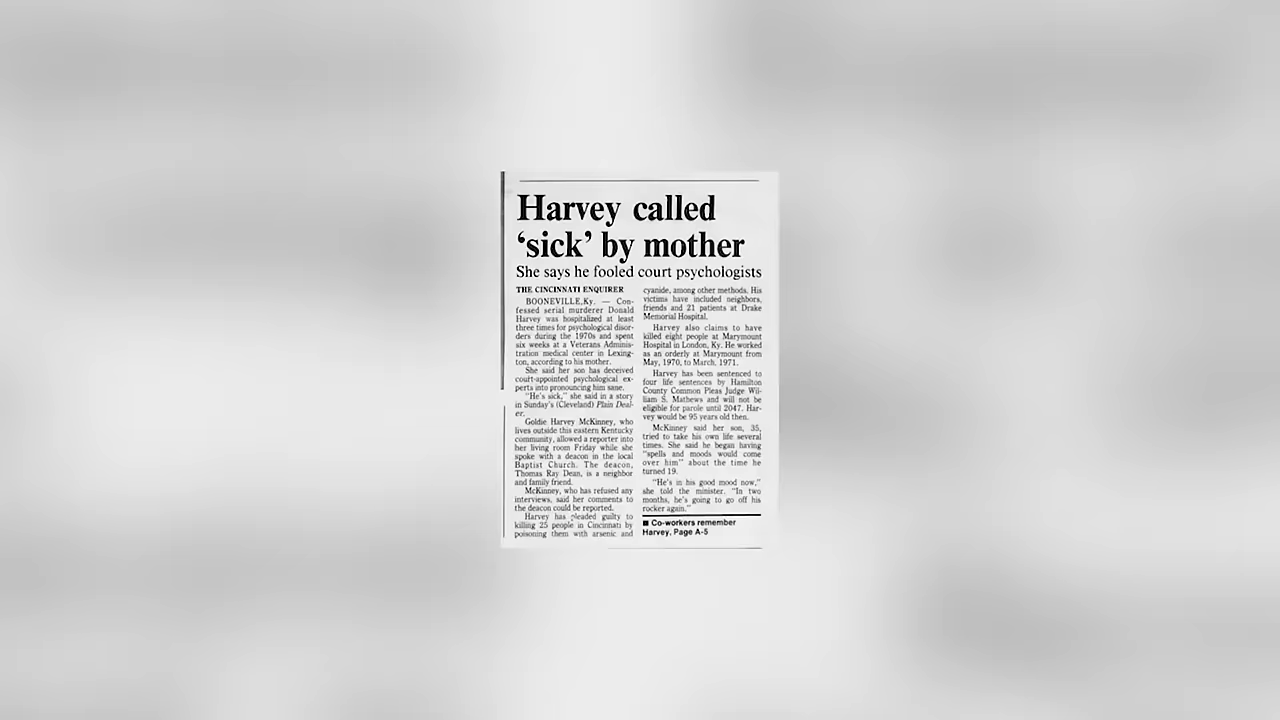 Harvey called
‘sick’ by mother
She says he fooled court psychologists
THE CINCINNATI ENQUIRER
BOONEVILLE,Ky. — Con-
fessed serial murderer Donald
Harvey was hospitalized at least
three times for psychological disor-
ders during the 1970s and spent
six weeks at a Veterans Adminis-
tration medical center in Lexing-
ton, according to his mother.
She said her son has deceived
court-appointed psychological ex-
perts into pronouncing him sane.
"He's sick," she said in a story
in Sunday's (Cleveland) Plain Deal-
er.
Goldie Harvey McKinney, who
lives outside this eastern Kentucky
community, allowed a reporter into
her living room Friday while she
spoke with a deacon in the local
Baptist Church. The deacon,
Thomas Ray Dean, is a neighbor
and family friend.
McKinney, who has refused any
interviews, said her comments to
the deacon could be reported.
Harvey has pleaded guilty to
killing 25 people in Cincinnati by
poisoning them with arsenic and
cyanide, among other methods. His
victims have included neighbors,
friends and 21 patients at Drake
Memorial Hospital.
Harvey also claims to have
killed eight people at Marymount
Hospital in London, Ky. He worked
as an orderly at Marymount from
May, 1970, to March, 1971.
Harvey has been sentenced to
four life sentences by Hamilton
County Common Pleas Judge Wil-
liam S. Mathews and will not be
eligible for parole until 2047. Har-
vey would be 95 years old then.
McKinney said her son, 35,
tried to take his own life several
times. She said he began having
"spells and moods would come
over him" about the time he
turned 19.
"He's in his good mood now,"
she told the minister. "In two
months, he's going to go off his
rocker again."
■ Co-workers remember
Harvey. Page A-5